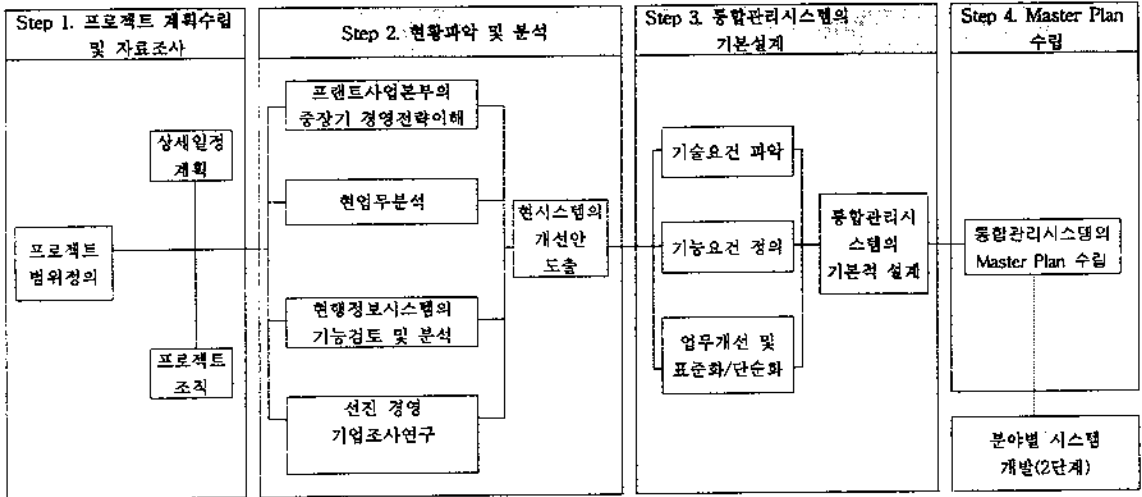 Step 1. 프로젝트 계획수립
및 자료조사
Step 2. 현황파악 및 분석
Step 3. 통합관리시스템의
기본설계
Step 4. Master Plan
수립
프로젝트
범위정의
상세일정
계획
프로젝트
조직
프랜트사업본부의
중장기 경영전략이해
현업무분석
현행정보시스템의
기능검토 및 분석
선진 경영
기업조사연구
현시스템의
개선안
도출
기술요건 파악
기능요건 정의
업무개선 및
표준화/단순화
통합관리시
스템의
기본적 설계
통합관리시스템의
Master Plan 수립
분야별 시스템
개발(2단계)